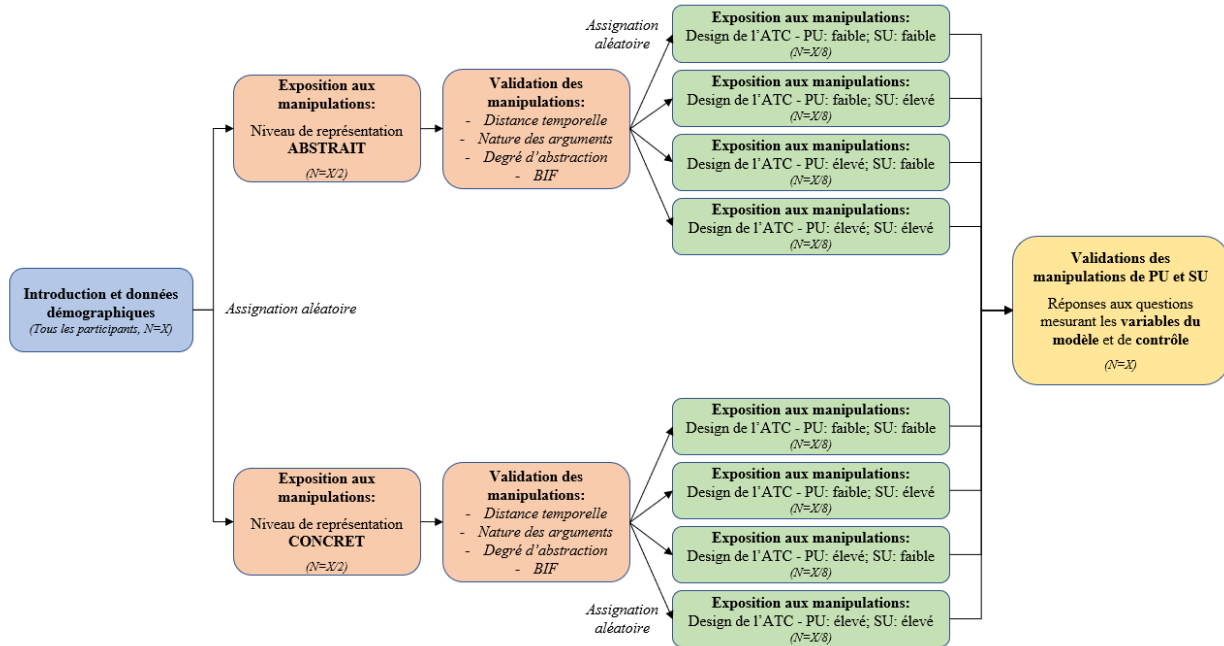 Introduction et données
démographiques
(Tous les participants, N=X)
Assignation aléatoire
Exposition aux
manipulations:
Niveau de représentation
ABSTRAIT
(N=X/2)
Validation des
manipulations:
- Distance temporelle
- Nature des arguments
- Degré d'abstraction
- BIF
Assignation
aléatoire
Exposition aux manipulations:
Design de l'ATC - PU: faible; SU: faible
(N=X/8)
Exposition aux manipulations:
Design de l'ATC - PU: faible; SU: élevé
(N=X/8)
Exposition aux manipulations:
Design de l'ATC - PU: élevé; SU: faible
(N=X/8)
Exposition aux manipulations:
Design de l'ATC - PU: élevé; SU: élevé
(N=X/8)
Exposition aux
manipulations:
Niveau de représentation
CONCRET
(N=X/2)
Validation des
manipulations:
- Distance temporelle
- Nature des arguments
- Degré d'abstraction
- BIF
Assignation
aléatoire
Exposition aux manipulations:
Design de l'ATC - PU: faible; SU: faible
(N=X/8)
Exposition aux manipulations:
Design de l'ATC - PU: faible; SU: élevé
(N=X/8)
Exposition aux manipulations:
Design de l'ATC - PU: élevé; SU: faible
(N=X/8)
Exposition aux manipulations:
Design de l'ATC - PU: élevé; SU: élevé
(N=X/8)
Validations des
manipulations de PU et SU
Réponses aux questions
mesurant les variables du
modèle et de contrôle
(N=X)